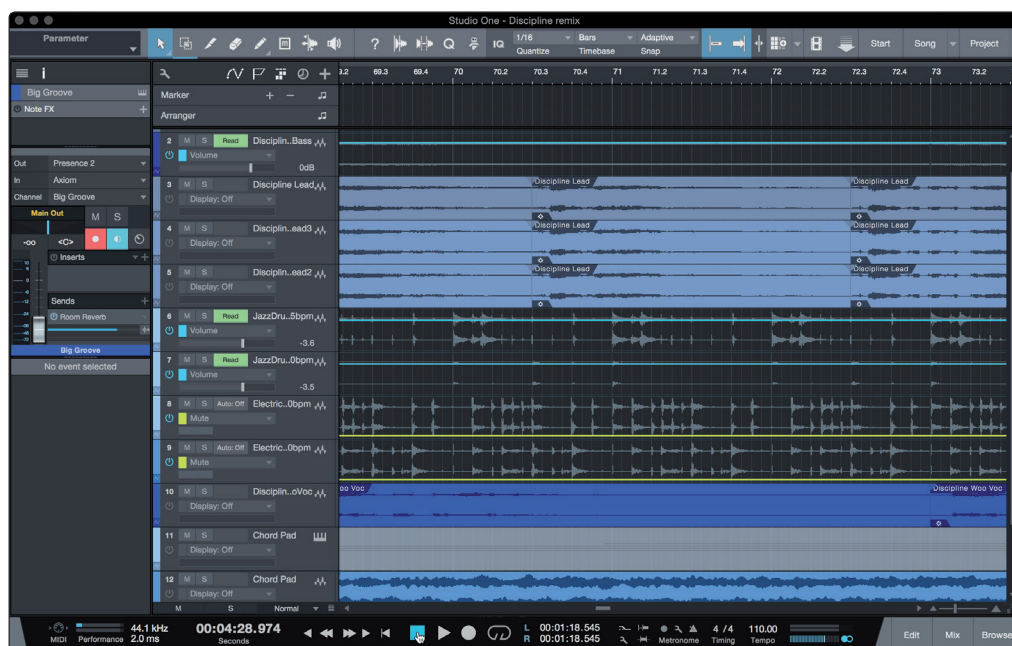 Studio One - Discipline remix
Parameter
IQ 1/16 Bars Adaptive Start Song Project
Quantize Timebase Snap
69.3 69.4 70 70.2 70.3 70.4 71 71.2 71.3 71.4 72 72.2 72.3 72.4 73 73.2
Big Groove
Note FX
Marker
Arranger
Out Presence 2
In Axiom
Channel Big Groove
Main Out M S
-oo <C>
Inserts
Sends
Room Reverb
Big Groove
No event selected
2 M S Read Disciplin..Bass
Volume
0dB
3 M S Discipline Lead
Display: Off
Discipline Lead Discipline Lead
4 M S Disciplin..ead3
Display: Off
Discipline Lead Discipline Lead
5 M S Disciplin..ead2
Display: Off
Discipline Lead Discipline Lead
6 M S Read JazzDru..5bpm
Volume
-3.6
7 M S Read JazzDru..0bpm
Volume
-3.5
8 M S Auto: Off Electric..0bpm
Mute
9 M S Auto: Off Electric..0bpm
Mute
10 M S Disciplin..oVoc
Display: Off
oo Voc Discipline Woo Voc
11 M S Chord Pad
Display: Off
12 M S Chord Pad
Display: Off
M S Normal
MIDI Performance 44.1 kHz
2.0 ms
00:04:28.974
Seconds
L 00:01:18.545
R 00:01:18.545
Metronome
4 / 4
Timing
110.00
Tempo
Edit Mix Browse